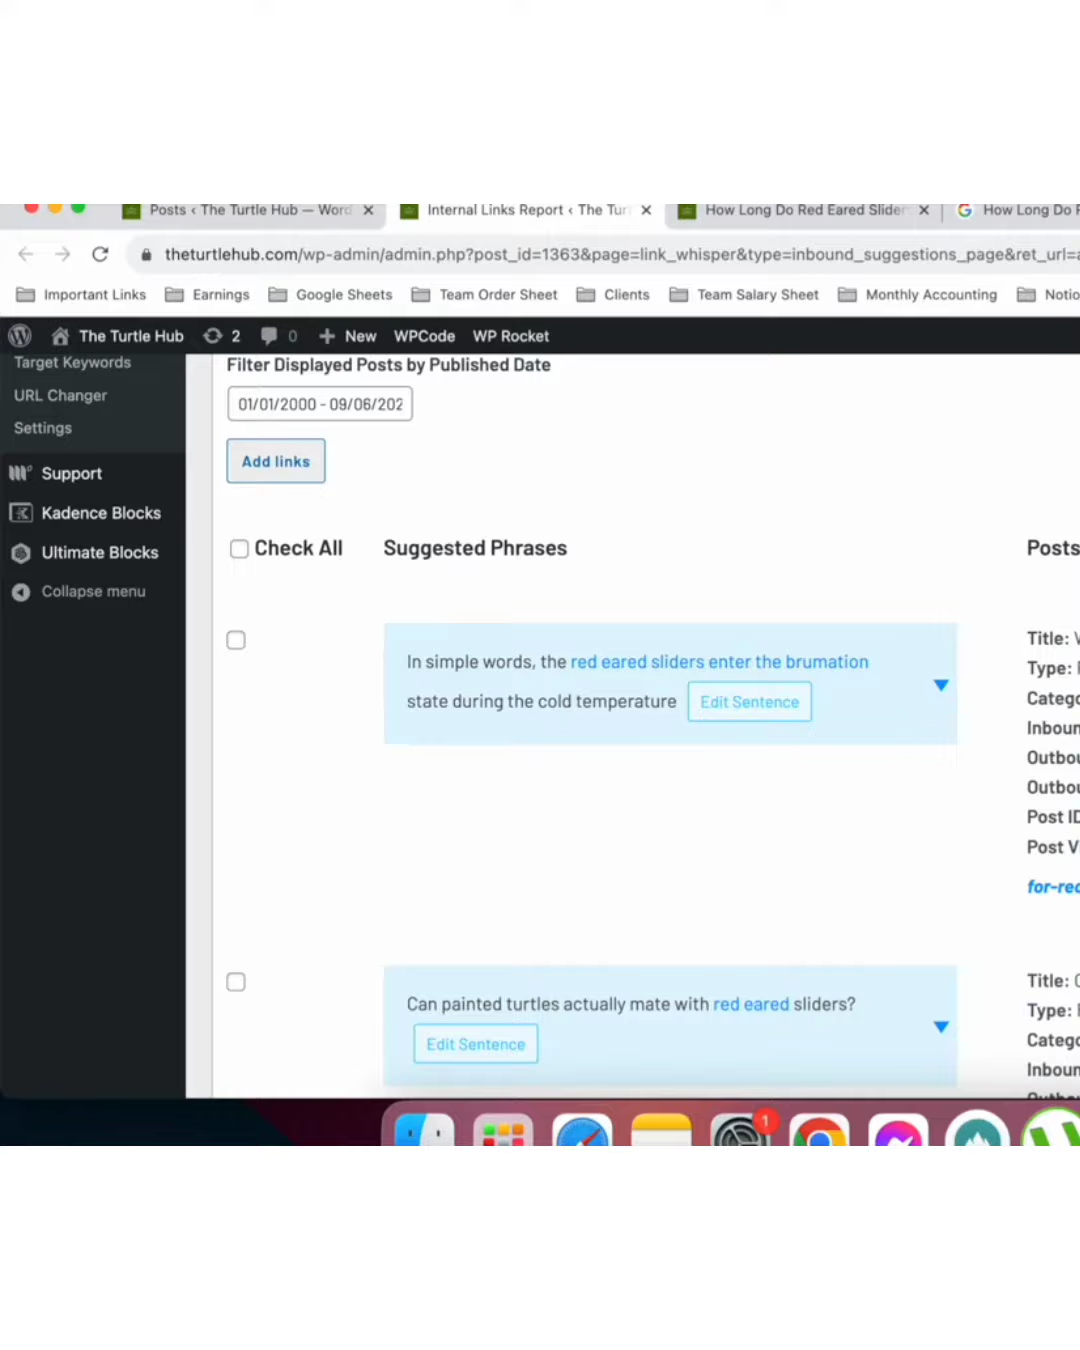 Posts ‹ The Turtle Hub — Word
Internal Links Report ‹ The Tur
How Long Do Red Eared Slider
How Long Do
theturtlehub.com/wp-admin/admin.php?post_id=1363&page=link_whisper&type=inbound_suggestions_page&ret_url=a
Important Links
Earnings
Google Sheets
Team Order Sheet
Clients
Team Salary Sheet
Monthly Accounting
Notio
The Turtle Hub
2
0
New
WPCode
WP Rocket
Target Keywords
URL Changer
Settings
Support
Kadence Blocks
Ultimate Blocks
Collapse menu
Filter Displayed Posts by Published Date
01/01/2000 - 09/06/202
Add links
Check All
Suggested Phrases
Posts
In simple words, the red eared sliders enter the brumation
state during the cold temperature
Edit Sentence
Title:
Type:
Catego
Inboun
Outbou
Outbou
Post ID
Post V
for-red
Can painted turtles actually mate with red eared sliders?
Edit Sentence
Title:
Type:
Catego
Inboun
1